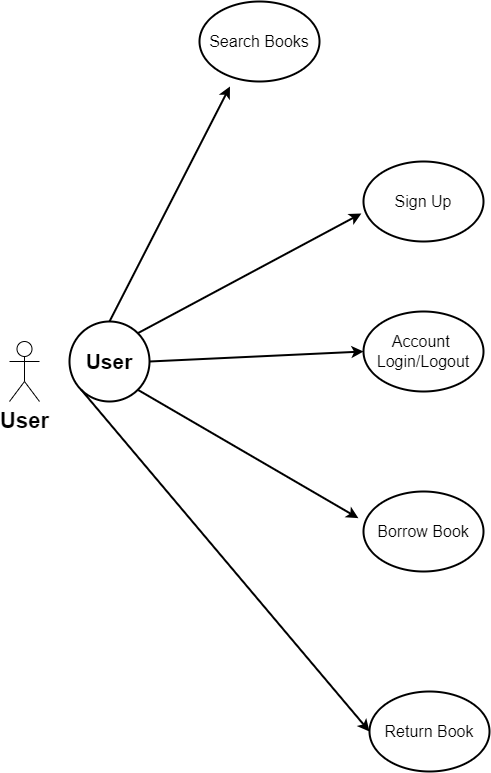 Search Books
Sign Up
Account
Login/Logout
User
User
Borrow Book
Return Book